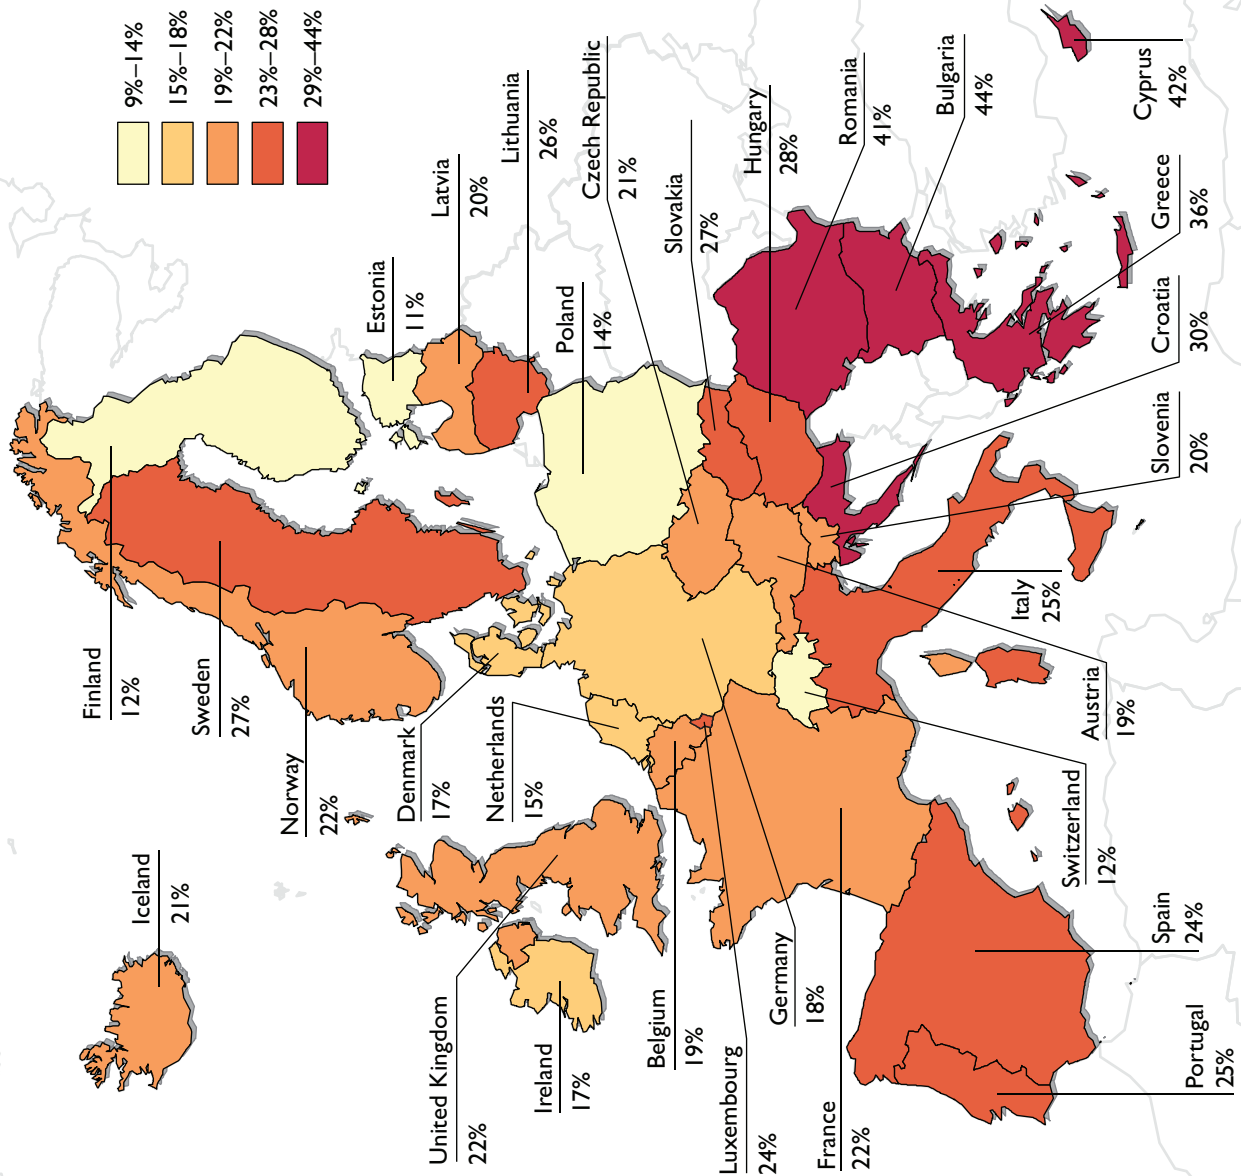 9%–14%
15%–18%
19%–22%
23%–28%
29%–44%
Iceland
21%
Finland
12%
Sweden
27%
Norway
22%
Denmark
17%
Netherlands
15%
United Kingdom
22%
Ireland
17%
Belgium
19%
Luxembourg
24%
Germany
18%
France
22%
Portugal
25%
Spain
24%
Switzerland
12%
Austria
19%
Italy
25%
Slovenia
20%
Croatia
30%
Greece
36%
Cyprus
42%
Bulgaria
44%
Romania
41%
Hungary
28%
Slovakia
27%
Czech Republic
21%
Poland
14%
Lithuania
26%
Latvia
20%
Estonia
11%